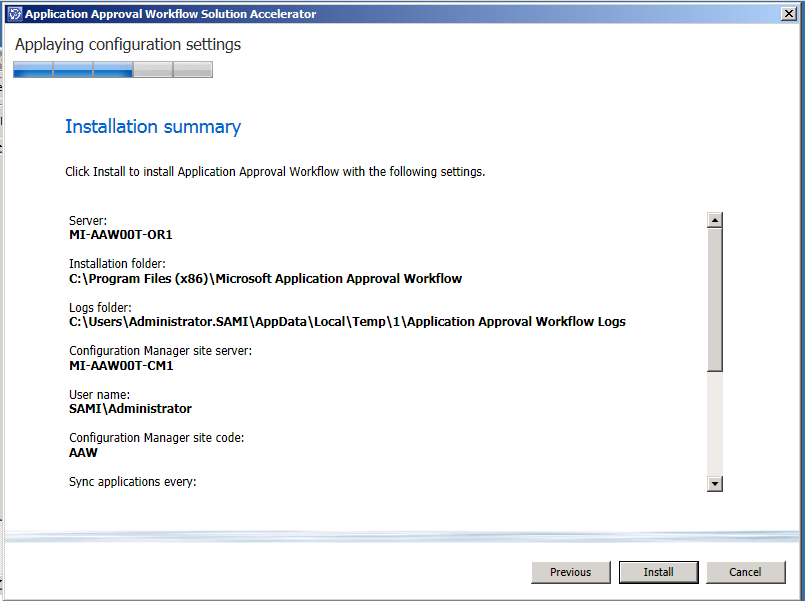 Application Approval Workflow Solution Accelerator
Applaying configuration settings
Installation summary
Click Install to install Application Approval Workflow with the following settings.
Server:
MI-AAW00T-OR1
Installation folder:
C:\Program Files (x86)\Microsoft Application Approval Workflow
Logs folder:
C:\Users\Administrator.SAMI\AppData\Local\Temp\1\Application Approval Workflow Logs
Configuration Manager site server:
MI-AAW00T-CM1
User name:
SAMI\Administrator
Configuration Manager site code:
AAW
Sync applications every:
Previous Install Cancel